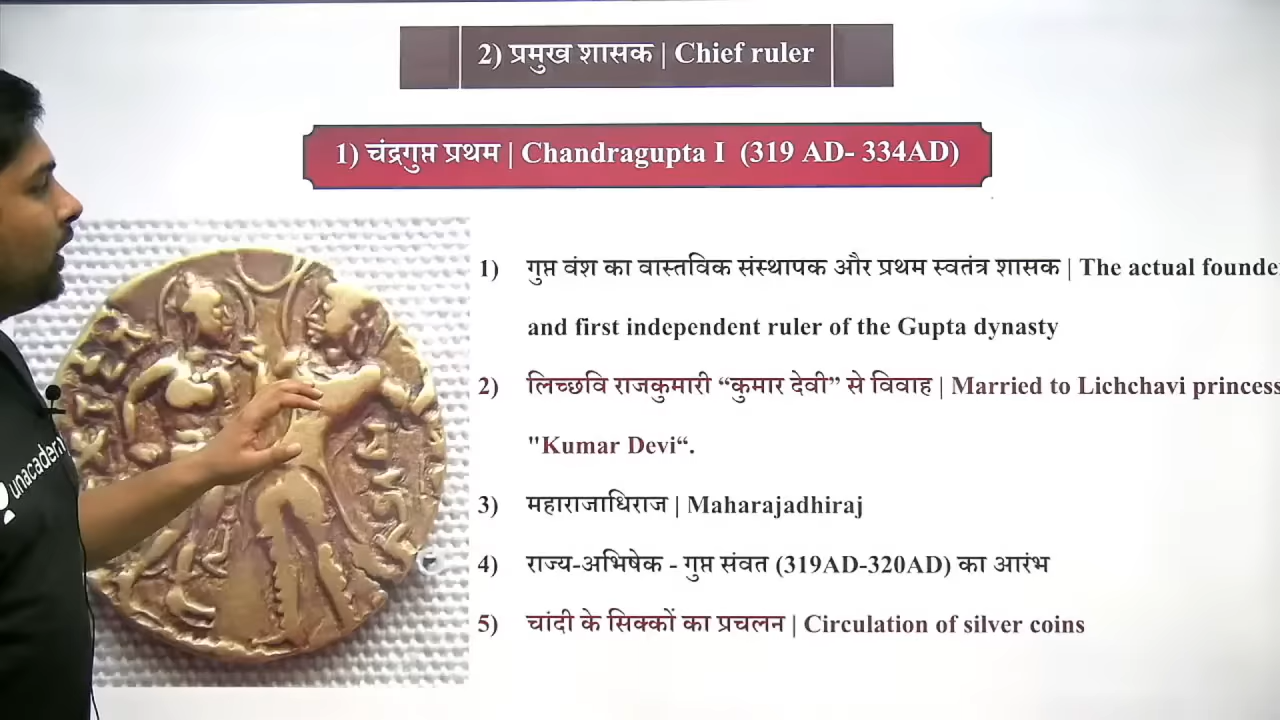 2) प्रमुख शासक | Chief ruler
1) चंद्रगुप्त प्रथम | Chandragupta I (319 AD- 334AD)
1) गुप्त वंश का वास्तविक संस्थापक और प्रथम स्वतंत्र शासक | The actual founde
and first independent ruler of the Gupta dynasty
2) लिच्छवि राजकुमारी “कुमार देवी” से विवाह | Married to Lichchavi princess
"Kumar Devi“.
3) महाराजाधिराज | Maharajadhiraj
4) राज्य-अभिषेक - गुप्त संवत (319AD-320AD) का आरंभ
5) चांदी के सिक्कों का प्रचलन | Circulation of silver coins
unacadem